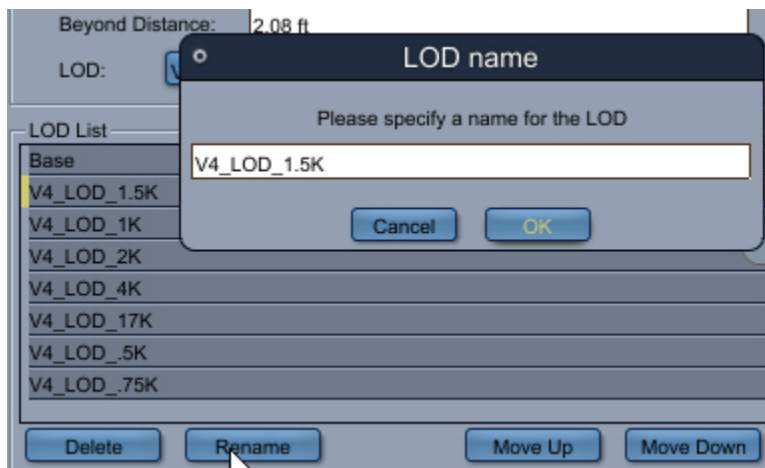 Beyond Distance: 2.08 ft
LOD name
LOD:
Please specify a name for the LOD
LOD List
Base
V4_LOD_1.5K
V4_LOD_1.5K
Cancel OK
V4_LOD_1K
V4_LOD_2K
V4_LOD_4K
V4_LOD_17K
V4_LOD_.5K
V4_LOD_.75K
Delete Rename Move Up Move Down